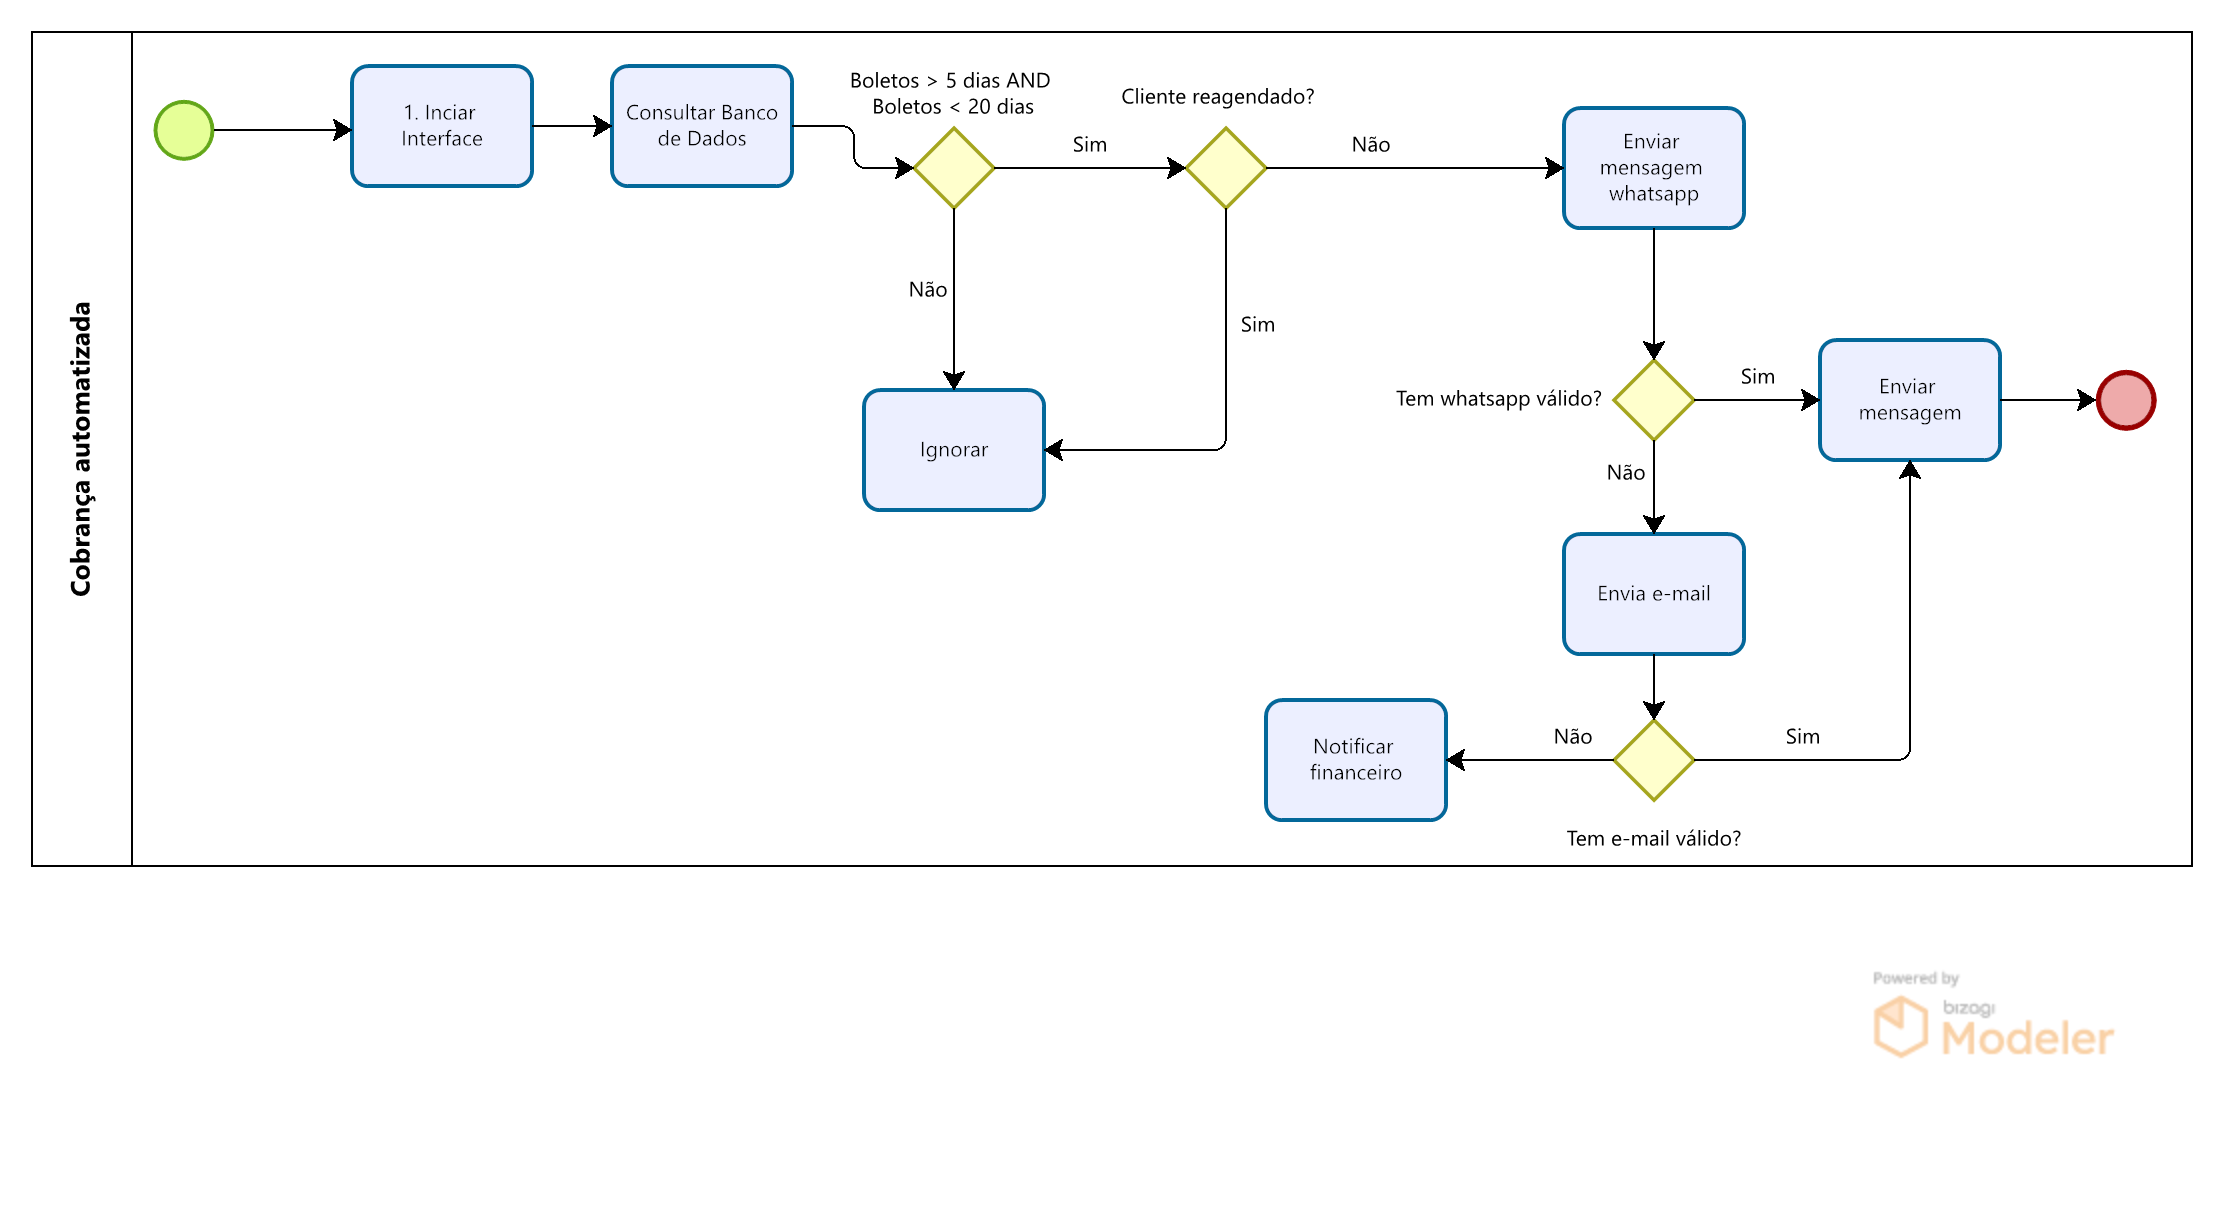 Cobrança automatizada
1. Inciar
Interface
Consultar Banco
de Dados
Boletos > 5 dias AND
Boletos < 20 dias
Sim
Não
Cliente reagendado?
Não
Sim
Ignorar
Enviar
mensagem
whatsapp
Tem whatsapp válido?
Sim
Não
Enviar
mensagem
Envia e-mail
Não
Sim
Tem e-mail válido?
Notificar
financeiro
Powered by
bizagi
Modeler